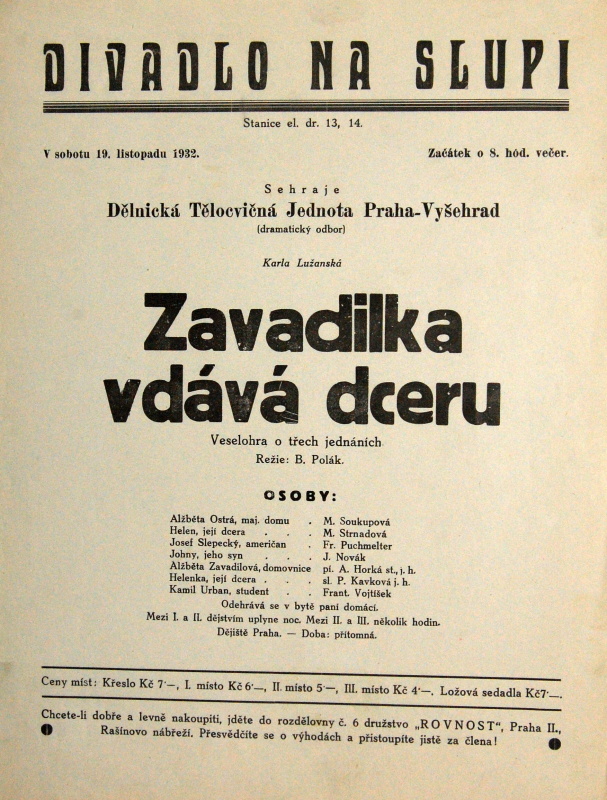 DIVADLO NA SLUPI
Stanice el. dr. 13, 14.
V sobotu 19. listopadu 1932. Začátek o 8. hod. večer.
Sehraje
Dělnická Tělocvičná Jednota Praha-Vyšehrad
(dramatický odbor)
Karla Lužanská
Zavadilka
vdává dceru
Veselohra o třech jednáních
Režie: B. Polák.
OSOBY:
Alžběta Ostrá, maj. domu . M. Soukupová
Helen, její dcera . . . M. Strnadová
Josef Slepecký, američan . Fr. Puchmelter
Johny, jeho syn . . . J. Novák
Alžběta Zavadilová, domovnice pí. A. Horká st., j. h.
Helenka, její dcera . . . sl. P. Kavková j. h.
Kamil Urban, student . . Frant. Vojtíšek
Odehrává se v bytě paní domácí.
Mezi I. a II. dějstvím uplyne noc. Mezi II. a III. několik hodin.
Dějiště Praha. — Doba: přítomná.
Ceny míst: Křeslo Kč 7·—, I. místo Kč 6·—, II. místo 5·—, III. místo Kč 4·—. Ložová sedadla Kč7·—.
Chcete-li dobře a levně nakoupiti, jděte do rozdělovny č. 6 družstvo „ROVNOST“, Praha II.,
Rašínovo nábřeží. Přesvědčíte se o výhodách a přistoupíte jistě za člena!